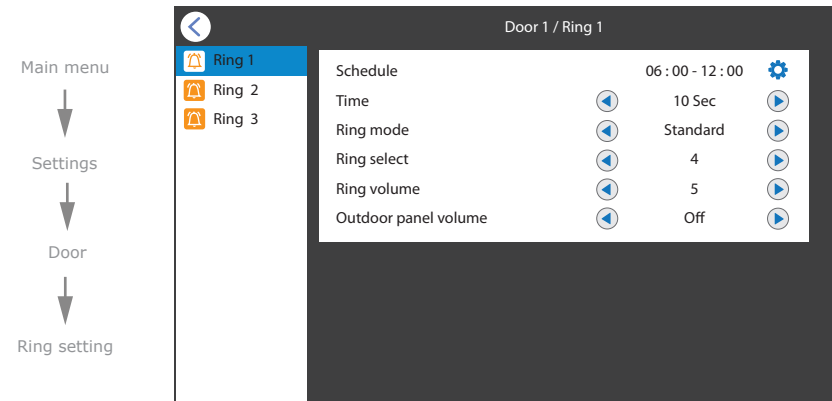 Main menu
Settings
Door
Ring setting
Door 1 / Ring 1
Ring 1
Ring 2
Ring 3
Schedule 06 : 00 - 12 : 00
Time 10 Sec
Ring mode Standard
Ring select 4
Ring volume 5
Outdoor panel volume Off